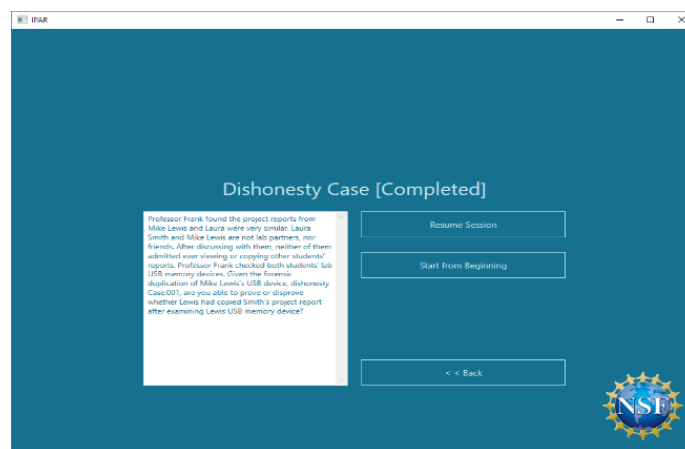 IPAR
Dishonesty Case [Completed]
Professor Frank found the project reports from
Mike Lewis and Laura were very similar. Laura
Smith and Mike Lewis are not lab partners, nor
friends. After discussing with them, neither of them
admitted ever viewing or copying other students'
reports. Professor Frank checked both students' lab
USB memory devices. Given the forensic
duplication of Mike Lewis's USB device, dishonesty
Case.001, are you able to prove or disprove
whether Lewis had copied Smith's project report
after examining Lewis USB memory device?
Resume Session
Start from Beginning
< < Back
NSF